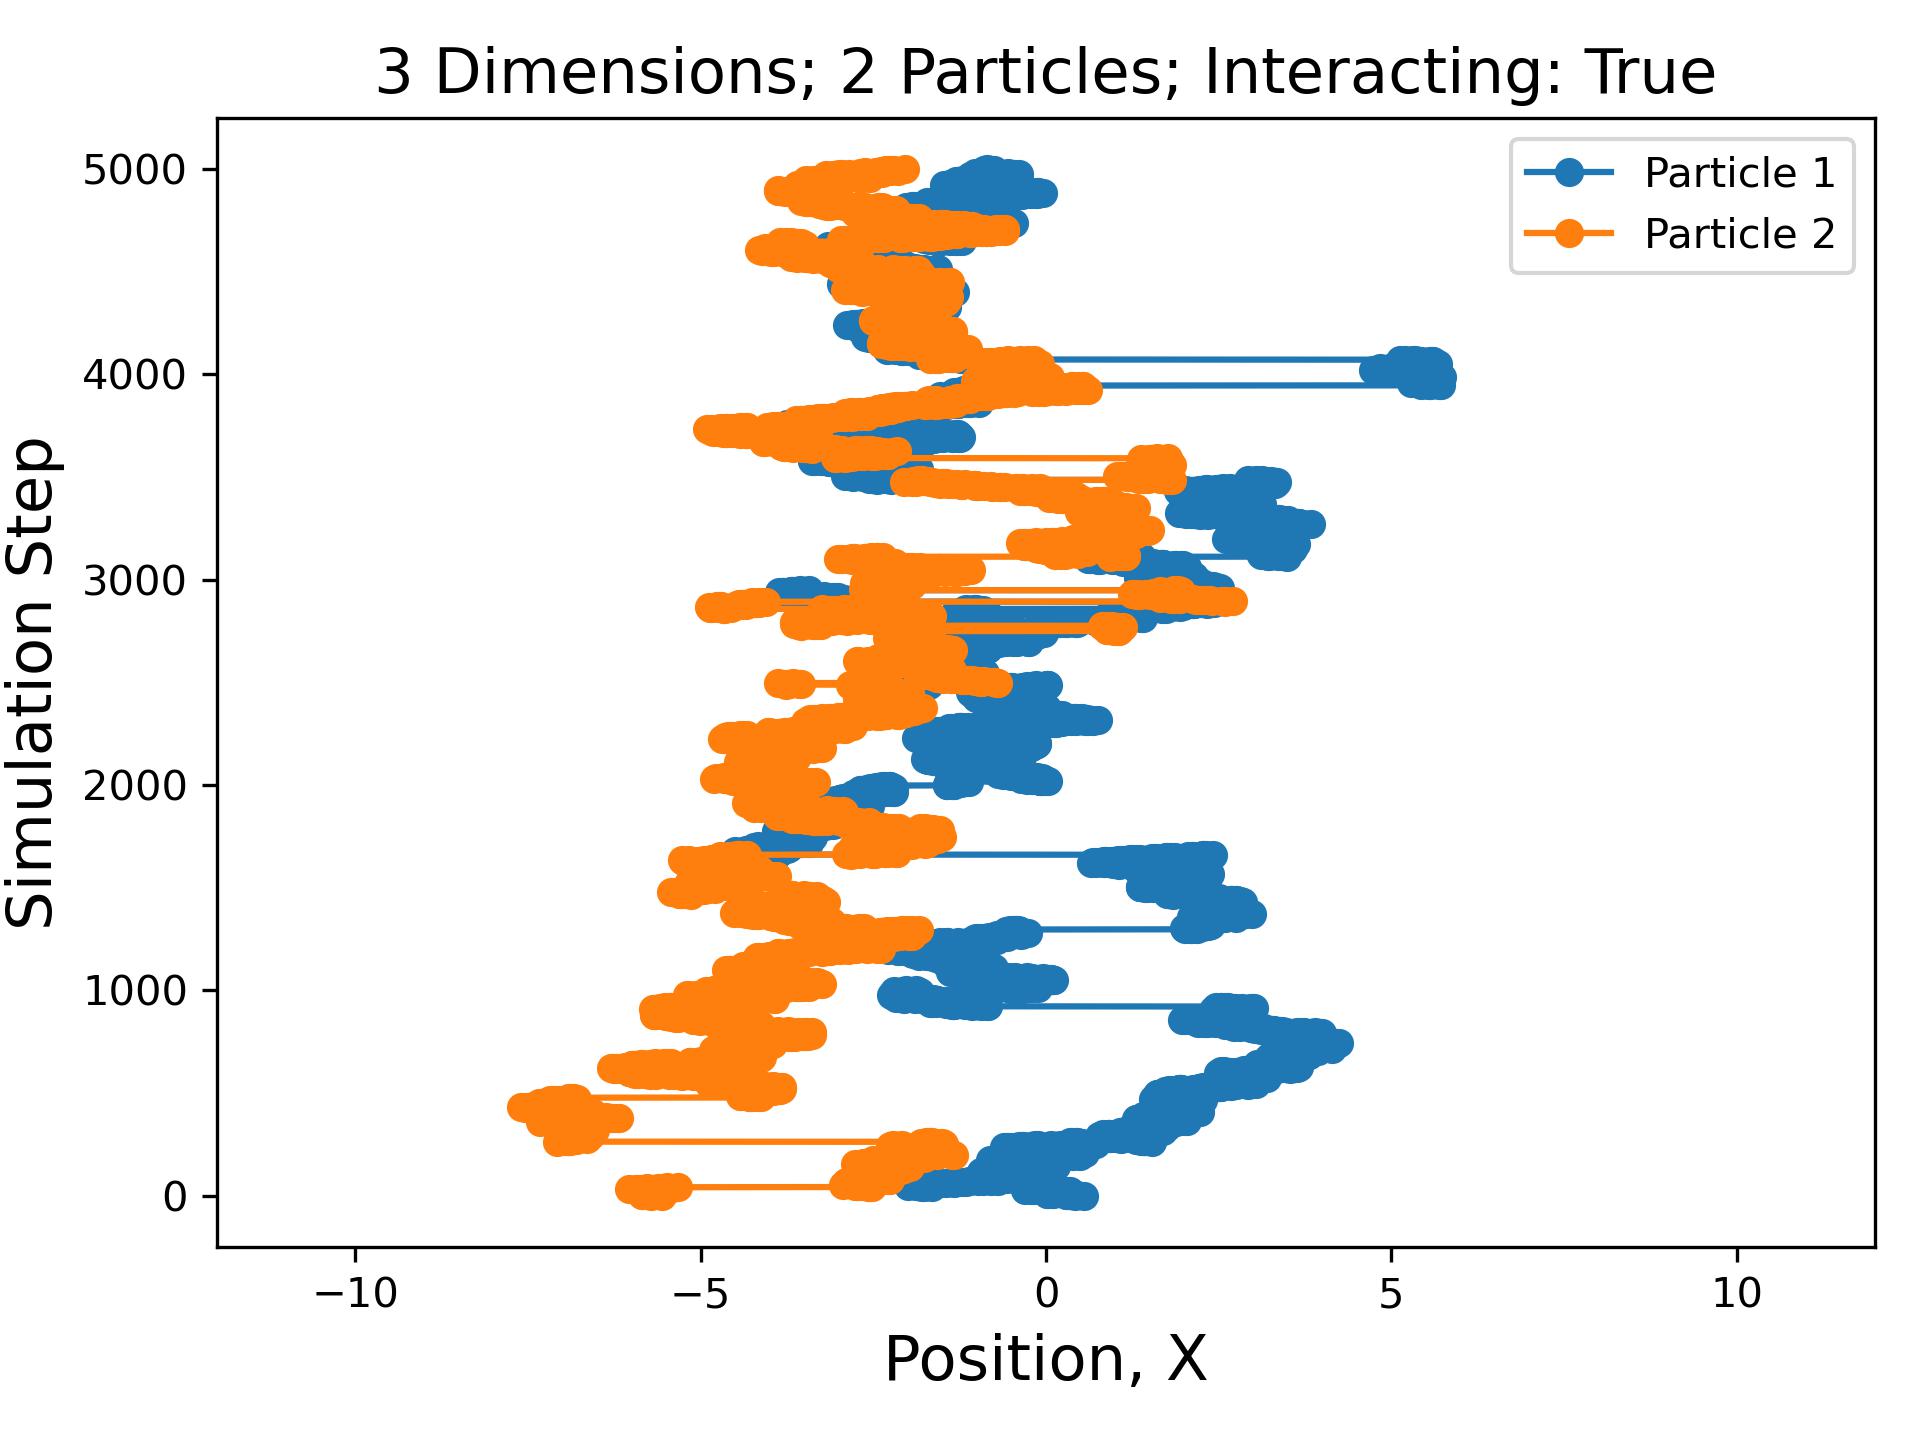 3 Dimensions; 2 Particles; Interacting: True
Particle 1
Particle 2
5000
4000
3000
2000
1000
0
Simulation Step
−10
−5
0
5
10
Position, X